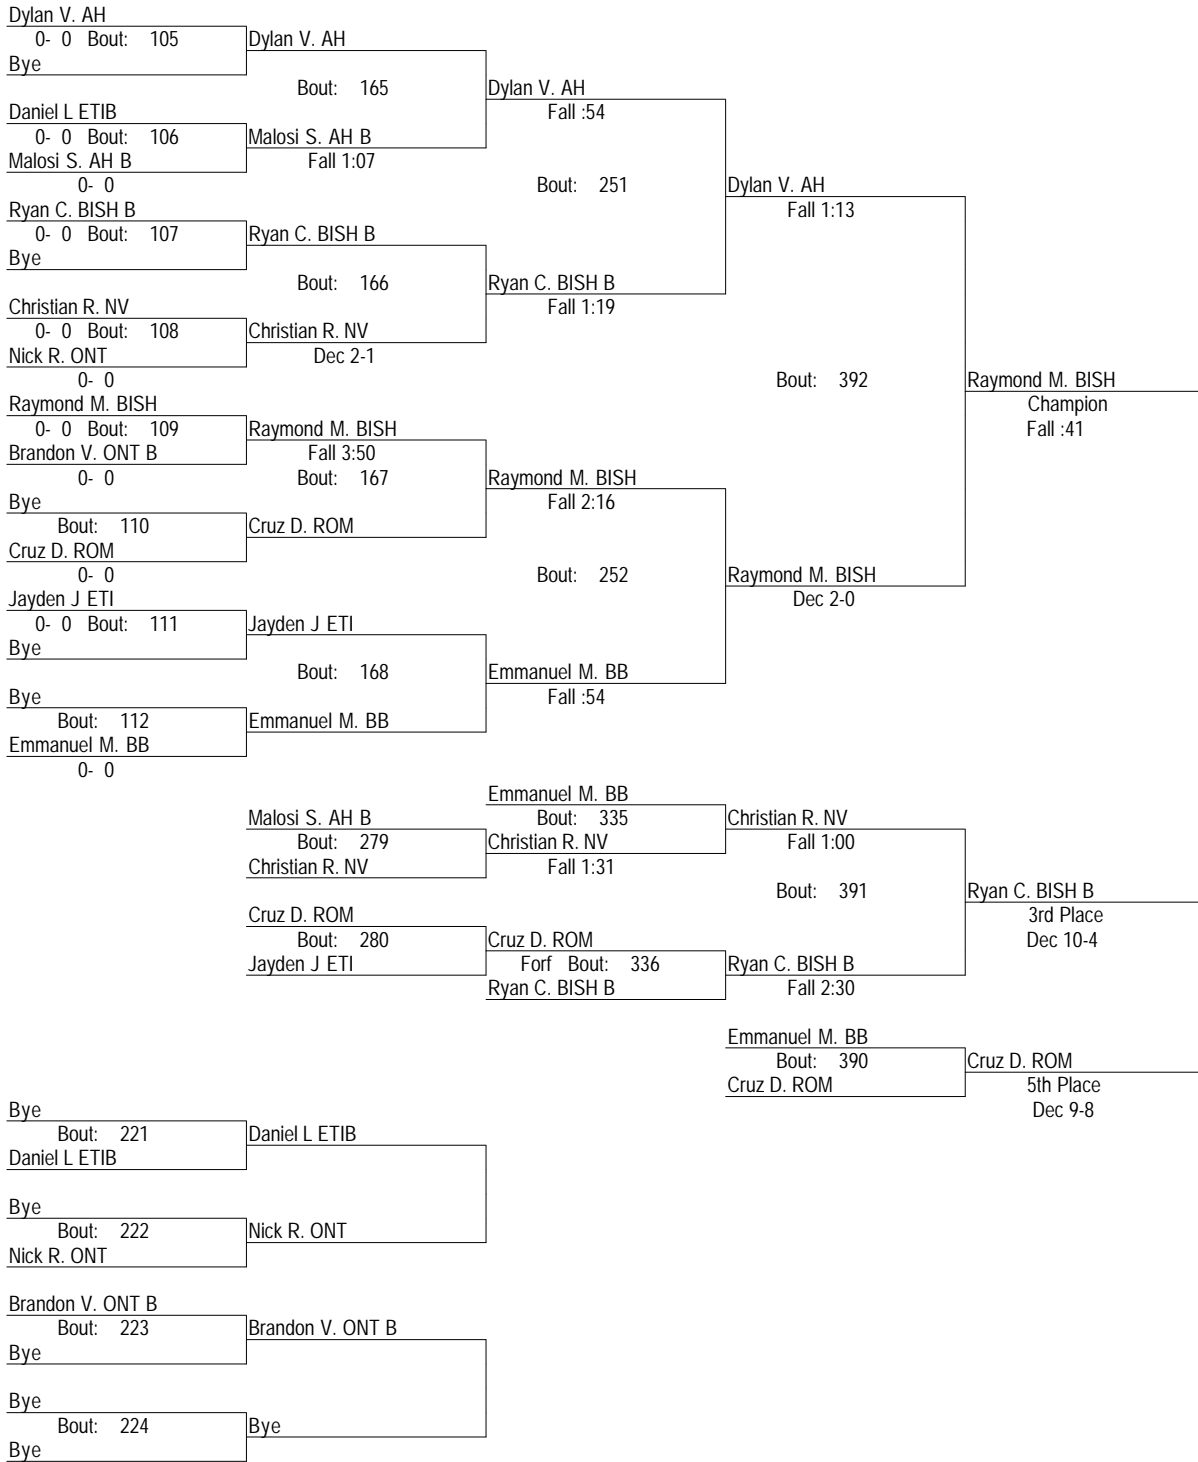 Dylan V. AH
0- 0 Bout: 105 Dylan V. AH
Bye
Bout: 165 Dylan V. AH
Daniel L ETIB Fall :54
0- 0 Bout: 106 Malosi S. AH B
Malosi S. AH B Fall 1:07
0- 0 Bout: 251 Dylan V. AH
Ryan C. BISH B Fall 1:13
0- 0 Bout: 107 Ryan C. BISH B
Bye
Bout: 166 Ryan C. BISH B
Christian R. NV Fall 1:19
0- 0 Bout: 108 Christian R. NV
Nick R. ONT Dec 2-1
0- 0 Bout: 392 Raymond M. BISH
Raymond M. BISH Champion
0- 0 Bout: 109 Raymond M. BISH Fall :41
Brandon V. ONT B Fall 3:50
0- 0 Bout: 167 Raymond M. BISH
Bye Fall 2:16
Bout: 110 Cruz D. ROM
Cruz D. ROM
0- 0 Bout: 252 Raymond M. BISH
Jayden J ETI Dec 2-0
0- 0 Bout: 111 Jayden J ETI
Bye
Bout: 168 Emmanuel M. BB
Bye Fall :54
Bout: 112 Emmanuel M. BB
Emmanuel M. BB
0- 0
Emmanuel M. BB
Malosi S. AH B Bout: 335 Christian R. NV
Bout: 279 Christian R. NV Fall 1:00
Christian R. NV Fall 1:31
Bout: 391 Ryan C. BISH B
Cruz D. ROM 3rd Place
Bout: 280 Cruz D. ROM Dec 10-4
Jayden J ETI Forf Bout: 336 Ryan C. BISH B
Ryan C. BISH B Fall 2:30
Emmanuel M. BB
Bout: 390 Cruz D. ROM
Cruz D. ROM 5th Place
Bye Dec 9-8
Bout: 221 Daniel L ETIB
Daniel L ETIB
Bye
Bout: 222 Nick R. ONT
Nick R. ONT
Brandon V. ONT B
Bout: 223 Brandon V. ONT B
Bye
Bye
Bout: 224 Bye
Bye